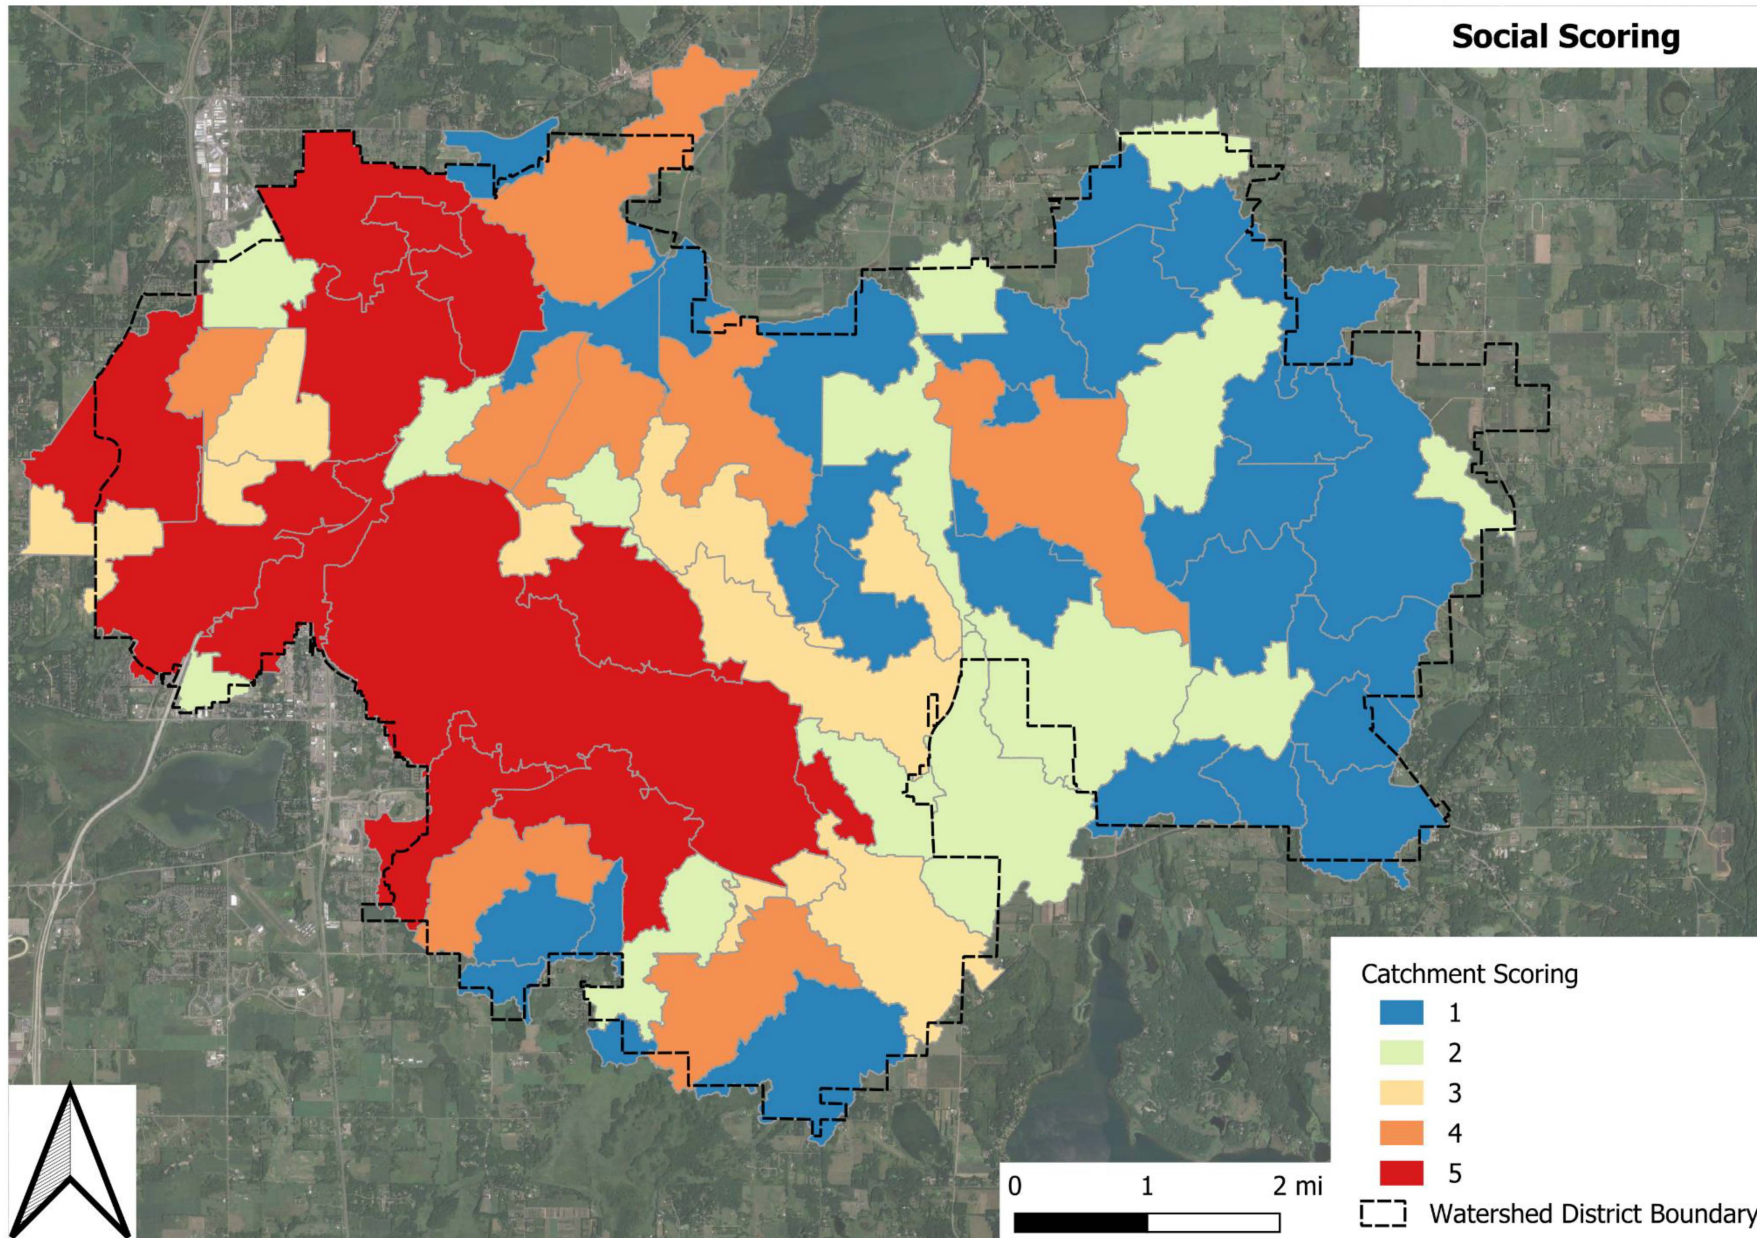 Social Scoring
Catchment Scoring
1
2
3
4
5
Watershed District Boundary
0 1 2 mi